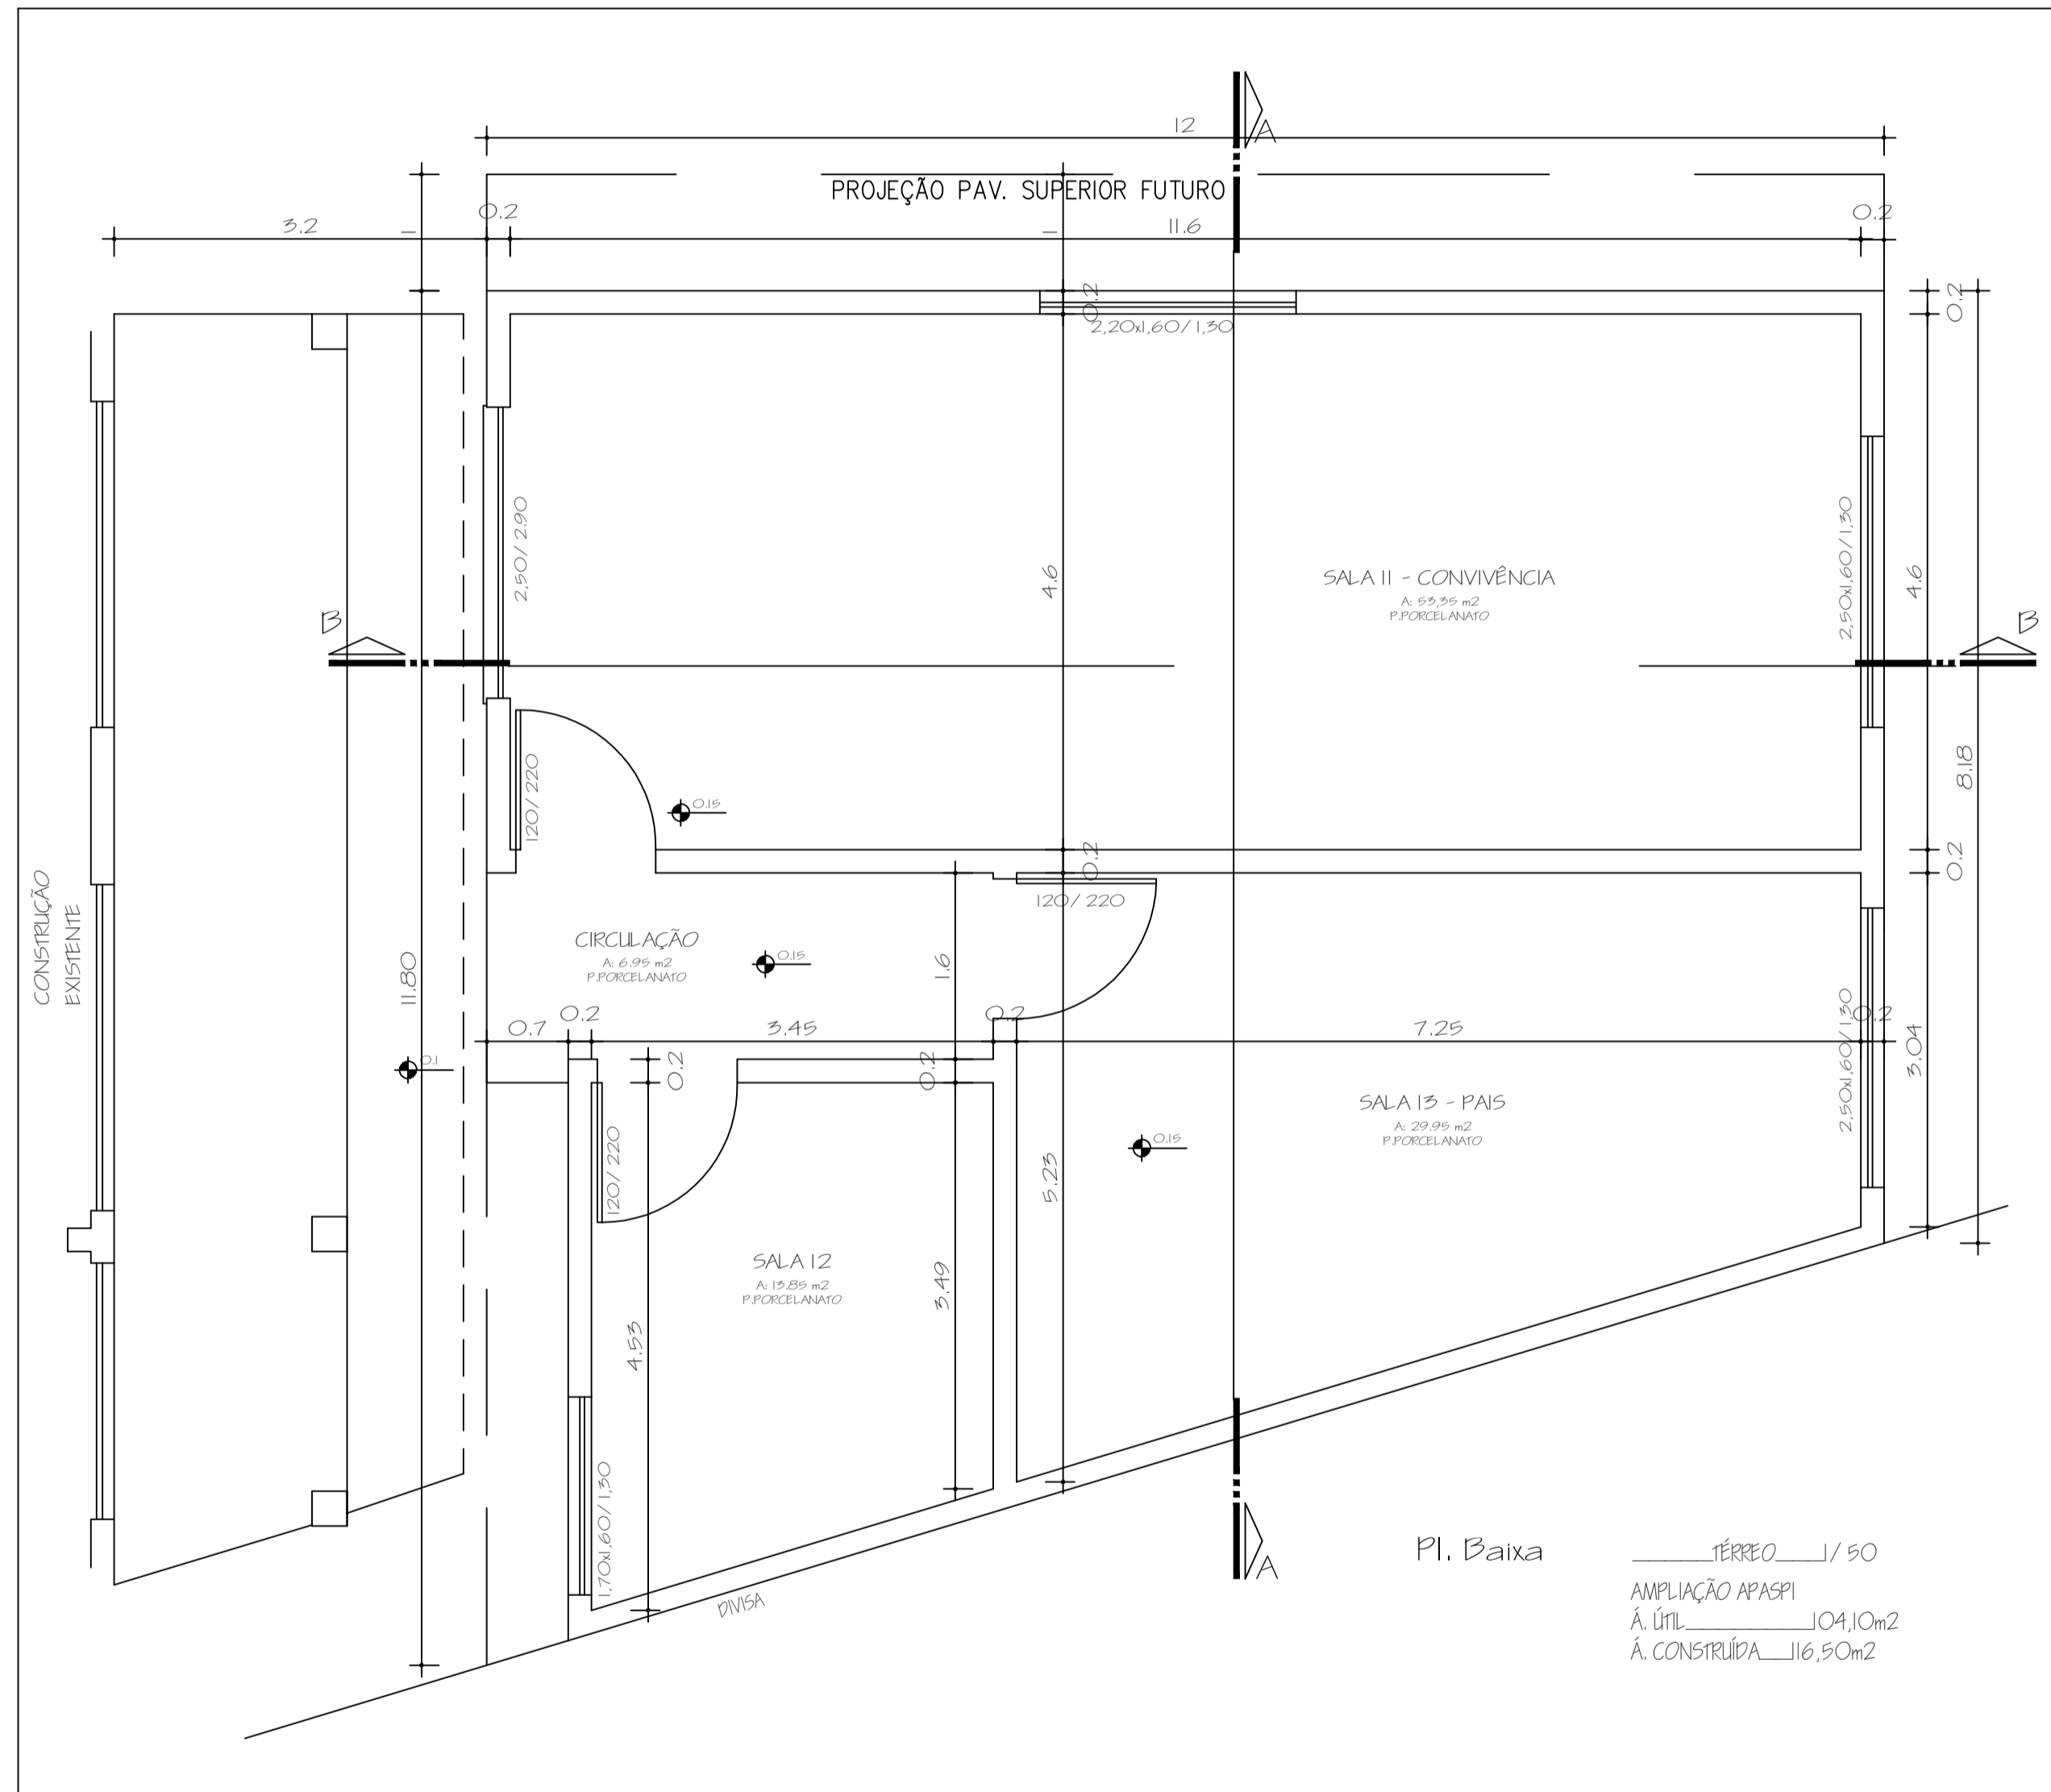 12
A
PROJEÇÃO PAV. SUPERIOR FUTURO
3.2
1
0.2
1
11.6
0.2
0.2
0.2
2,20x1,60/1,30
2,50/2.90
4.6
SALA 11 - CONVIVÊNCIA
A: 53,35 m2
P.PORCELANATO
2,50x1,60/1,30
4.6
B
B
120/220
0.15
8.18
0.2
0.2
CONSTRUÇÃO
EXISTENTE
120/220
CIRCULAÇÃO
A: 6.95 m2
P.PORCELANATO
0.15
1.6
11.80
0.7
0.2
3.45
0.2
7.25
2,50x1,60/1,30
0.2
3.04
0.1
0.2
0.2
SALA 13 - PAIS
A: 29.95 m2
P.PORCELANATO
0.15
120/220
5.23
SALA 12
A: 13.85 m2
P.PORCELANATO
3.49
4.53
1,70x1,60/1,30
DIVISA
A
Pl. Baixa
TÉRREO 1/50
AMPLIAÇÃO APASPI
Á. ÚTIL 104,10m2
Á. CONSTRUÍDA 116,50m2